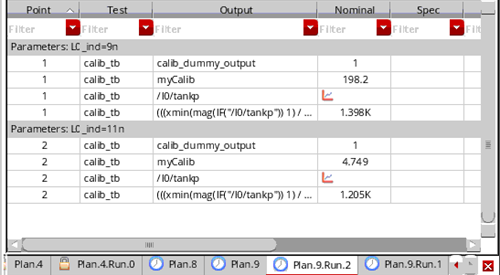 Point Test Output Nominal Spec
Filter Filter Filter Filter Filter Filt
Parameters: LC_ind=9n
1 calib_tb calib_dummy_output 1
1 calib_tb myCalib 198.2
1 calib_tb /I0/tankp
1 calib_tb (((xmin(mag(IF("/I0/tankp")) 1) / ... 1.398K
Parameters: LC_ind=11n
2 calib_tb calib_dummy_output 1
2 calib_tb myCalib 4.749
2 calib_tb /I0/tankp
2 calib_tb (((xmin(mag(IF("/I0/tankp")) 1) / ... 1.205K
Plan.4 Plan.4.Run.0 Plan.8 Plan.9 Plan.9.Run.2 Plan.9.Run.1